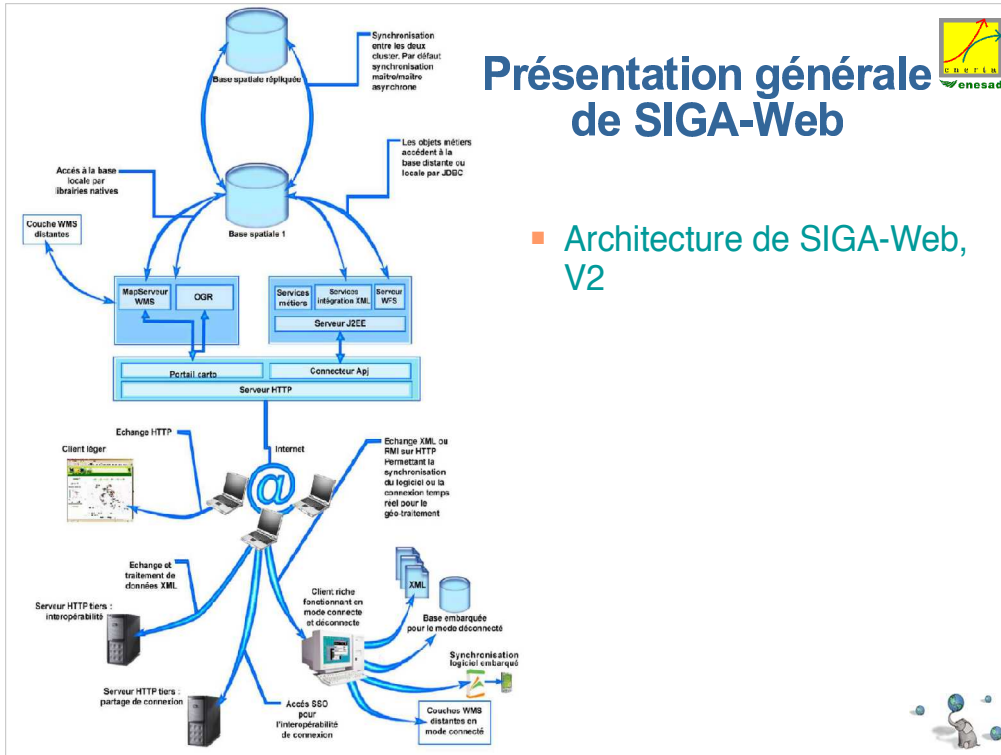 Présentation générale
de SIGA-Web
cnerta
enesad
Architecture de SIGA-Web,
V2
Base spatiale répliquée
Synchronisation
entre les deux
cluster. Par défaut
synchronisation
maître/maître
asynchrone
Les objets métiers
accédent à la
base distante ou
locale par JDBC
Accés à la base
locale par
librairies natives
Base spatiale 1
Couche WMS
distantes
MapServeur
WMS
OGR
Services
métiers
Services
intégration XML
Serveur
WFS
Serveur J2EE
Portail carto
Connecteur Apj
Serveur HTTP
Echange HTTP
Client léger
Internet
@
Echange XML ou
RMI sur HTTP
Permettant la
synchronisation
du logiciel ou la
connexion temps
réel pour le
géo-traitement
Echange et
traitement de
données XML
Serveur HTTP tiers :
interopérabilité
Client riche
fonctionnant en
mode connecte
et déconnecte
XML
Base embarquée
pour le mode déconnecté
Synchronisation
logiciel embarqué
Serveur HTTP tiers :
partage de connexion
Accés SSO
pour
l'interopérabilité
de connexion
Couches WMS
distantes en
mode connecté